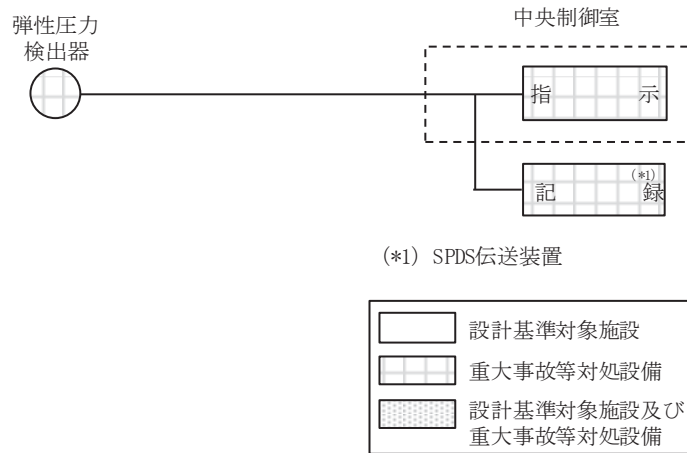 弾性圧力
検出器
中央制御室
指 示
記 録
(*1)
(*1) SPDS伝送装置
設計基準対象施設
重大事故等対処設備
設計基準対象施設及び
重大事故等対処設備